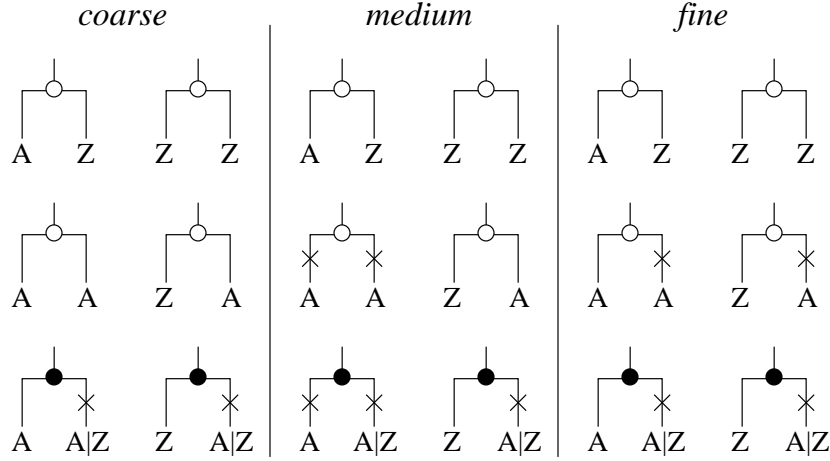 coarse medium fine
A Z Z Z A Z Z Z A Z Z Z
A A Z A A A Z A A A Z A
A A|Z Z A|Z A A|Z Z A|Z A A|Z Z A|Z